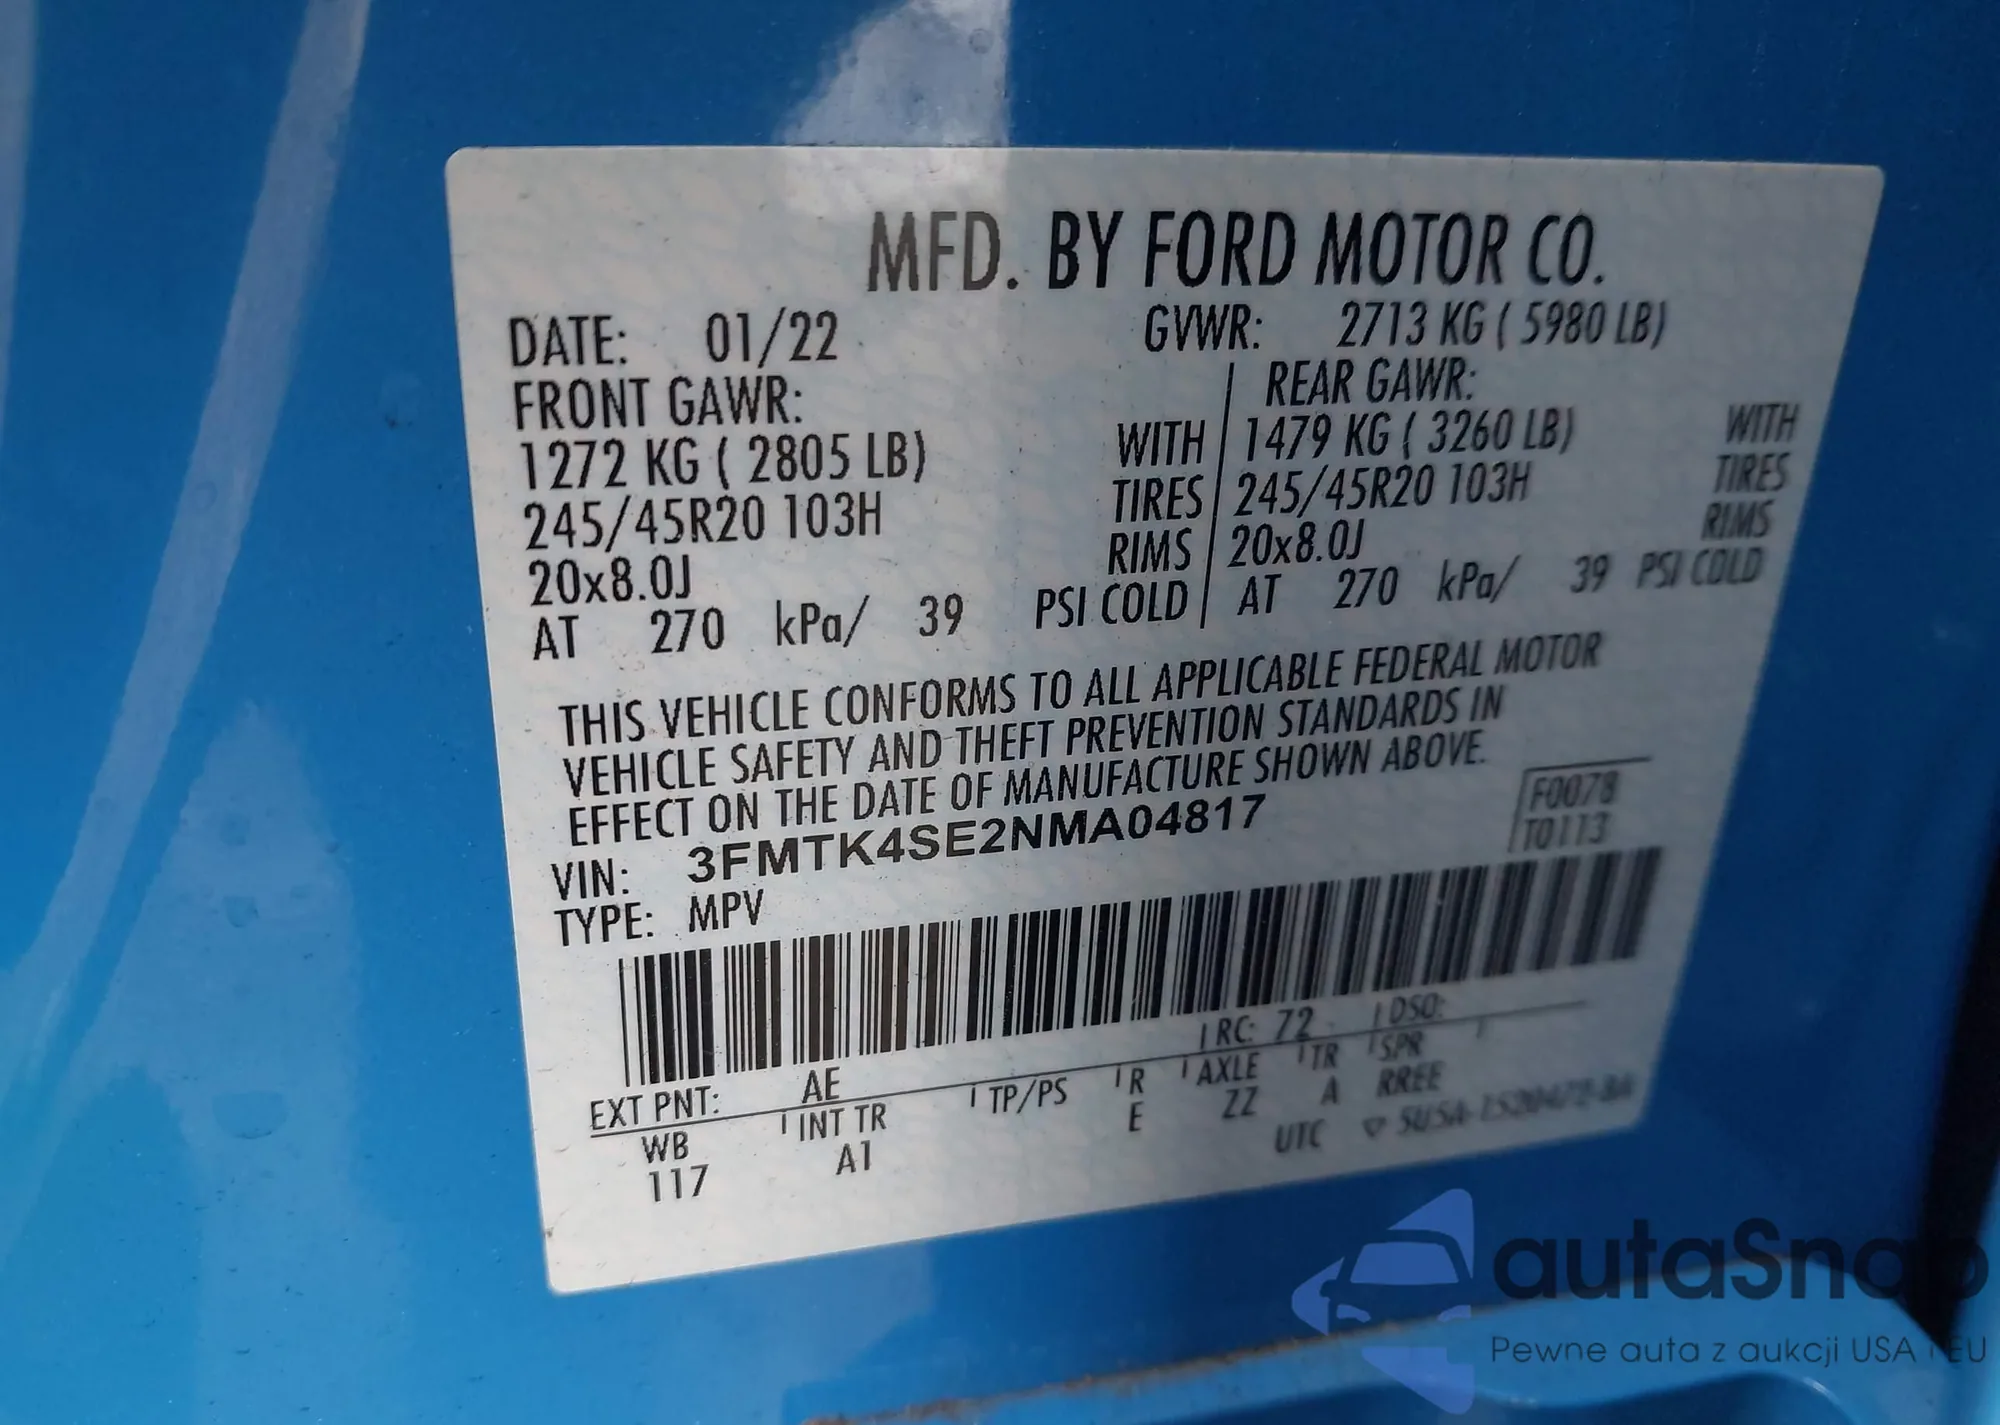 MFD. BY FORD MOTOR CO.
DATE: 01/22 GVWR: 2713 KG ( 5980 LB)
FRONT GAWR: REAR GAWR:
1272 KG ( 2805 LB) WITH 1479 KG ( 3260 LB) WITH
245/45R20 103H TIRES 245/45R20 103H TIRES
20x8.0J RIMS 20x8.0J RIMS
AT 270 kPa/ 39 PSI COLD AT 270 kPa/ 39 PSI COLD
THIS VEHICLE CONFORMS TO ALL APPLICABLE FEDERAL MOTOR
VEHICLE SAFETY AND THEFT PREVENTION STANDARDS IN
EFFECT ON THE DATE OF MANUFACTURE SHOWN ABOVE.
F0078
T0113
VIN: 3FMTK4SE2NMA04817
TYPE: MPV
EXT PNT: AE RC: 72 DSO:
WB INT TR TP/PS R AXLE TR SPR
117 A1 E ZZ A RREE
UTC
autaSnap
Pewne auta z aukcji USA i EU